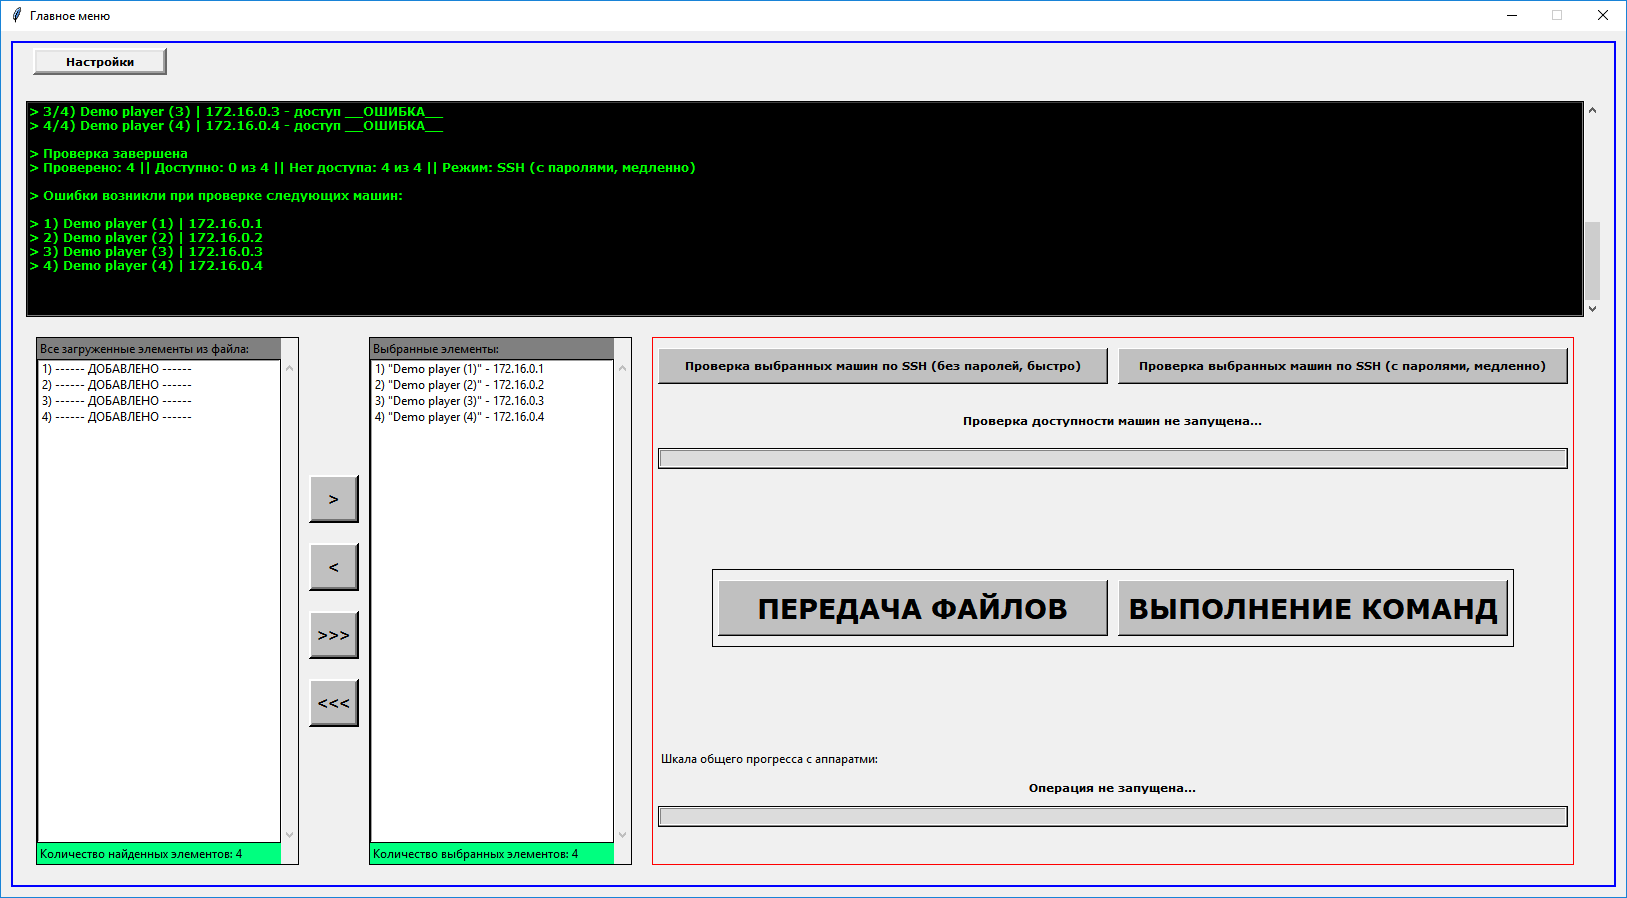 Главное меню
Настройки
> 3/4) Demo player (3) | 172.16.0.3 - доступ __ОШИБКА__
> 4/4) Demo player (4) | 172.16.0.4 - доступ __ОШИБКА__
> Проверка завершена
> Проверено: 4 || Доступно: 0 из 4 || Нет доступа: 4 из 4 || Режим: SSH (с паролями, медленно)
> Ошибки возникли при проверке следующих машин:
> 1) Demo player (1) | 172.16.0.1
> 2) Demo player (2) | 172.16.0.2
> 3) Demo player (3) | 172.16.0.3
> 4) Demo player (4) | 172.16.0.4
Все загруженные элементы из файла:
1) ------ ДОБАВЛЕНО ------
2) ------ ДОБАВЛЕНО ------
3) ------ ДОБАВЛЕНО ------
4) ------ ДОБАВЛЕНО ------
Количество найденных элементов: 4
>
<
>>>
<<<
Выбранные элементы:
1) "Demo player (1)" - 172.16.0.1
2) "Demo player (2)" - 172.16.0.2
3) "Demo player (3)" - 172.16.0.3
4) "Demo player (4)" - 172.16.0.4
Количество выбранных элементов: 4
Проверка выбранных машин по SSH (без паролей, быстро)
Проверка выбранных машин по SSH (с паролями, медленно)
Проверка доступности машин не запущена...
ПЕРЕДАЧА ФАЙЛОВ
ВЫПОЛНЕНИЕ КОМАНД
Шкала общего прогресса с аппаратми:
Операция не запущена...